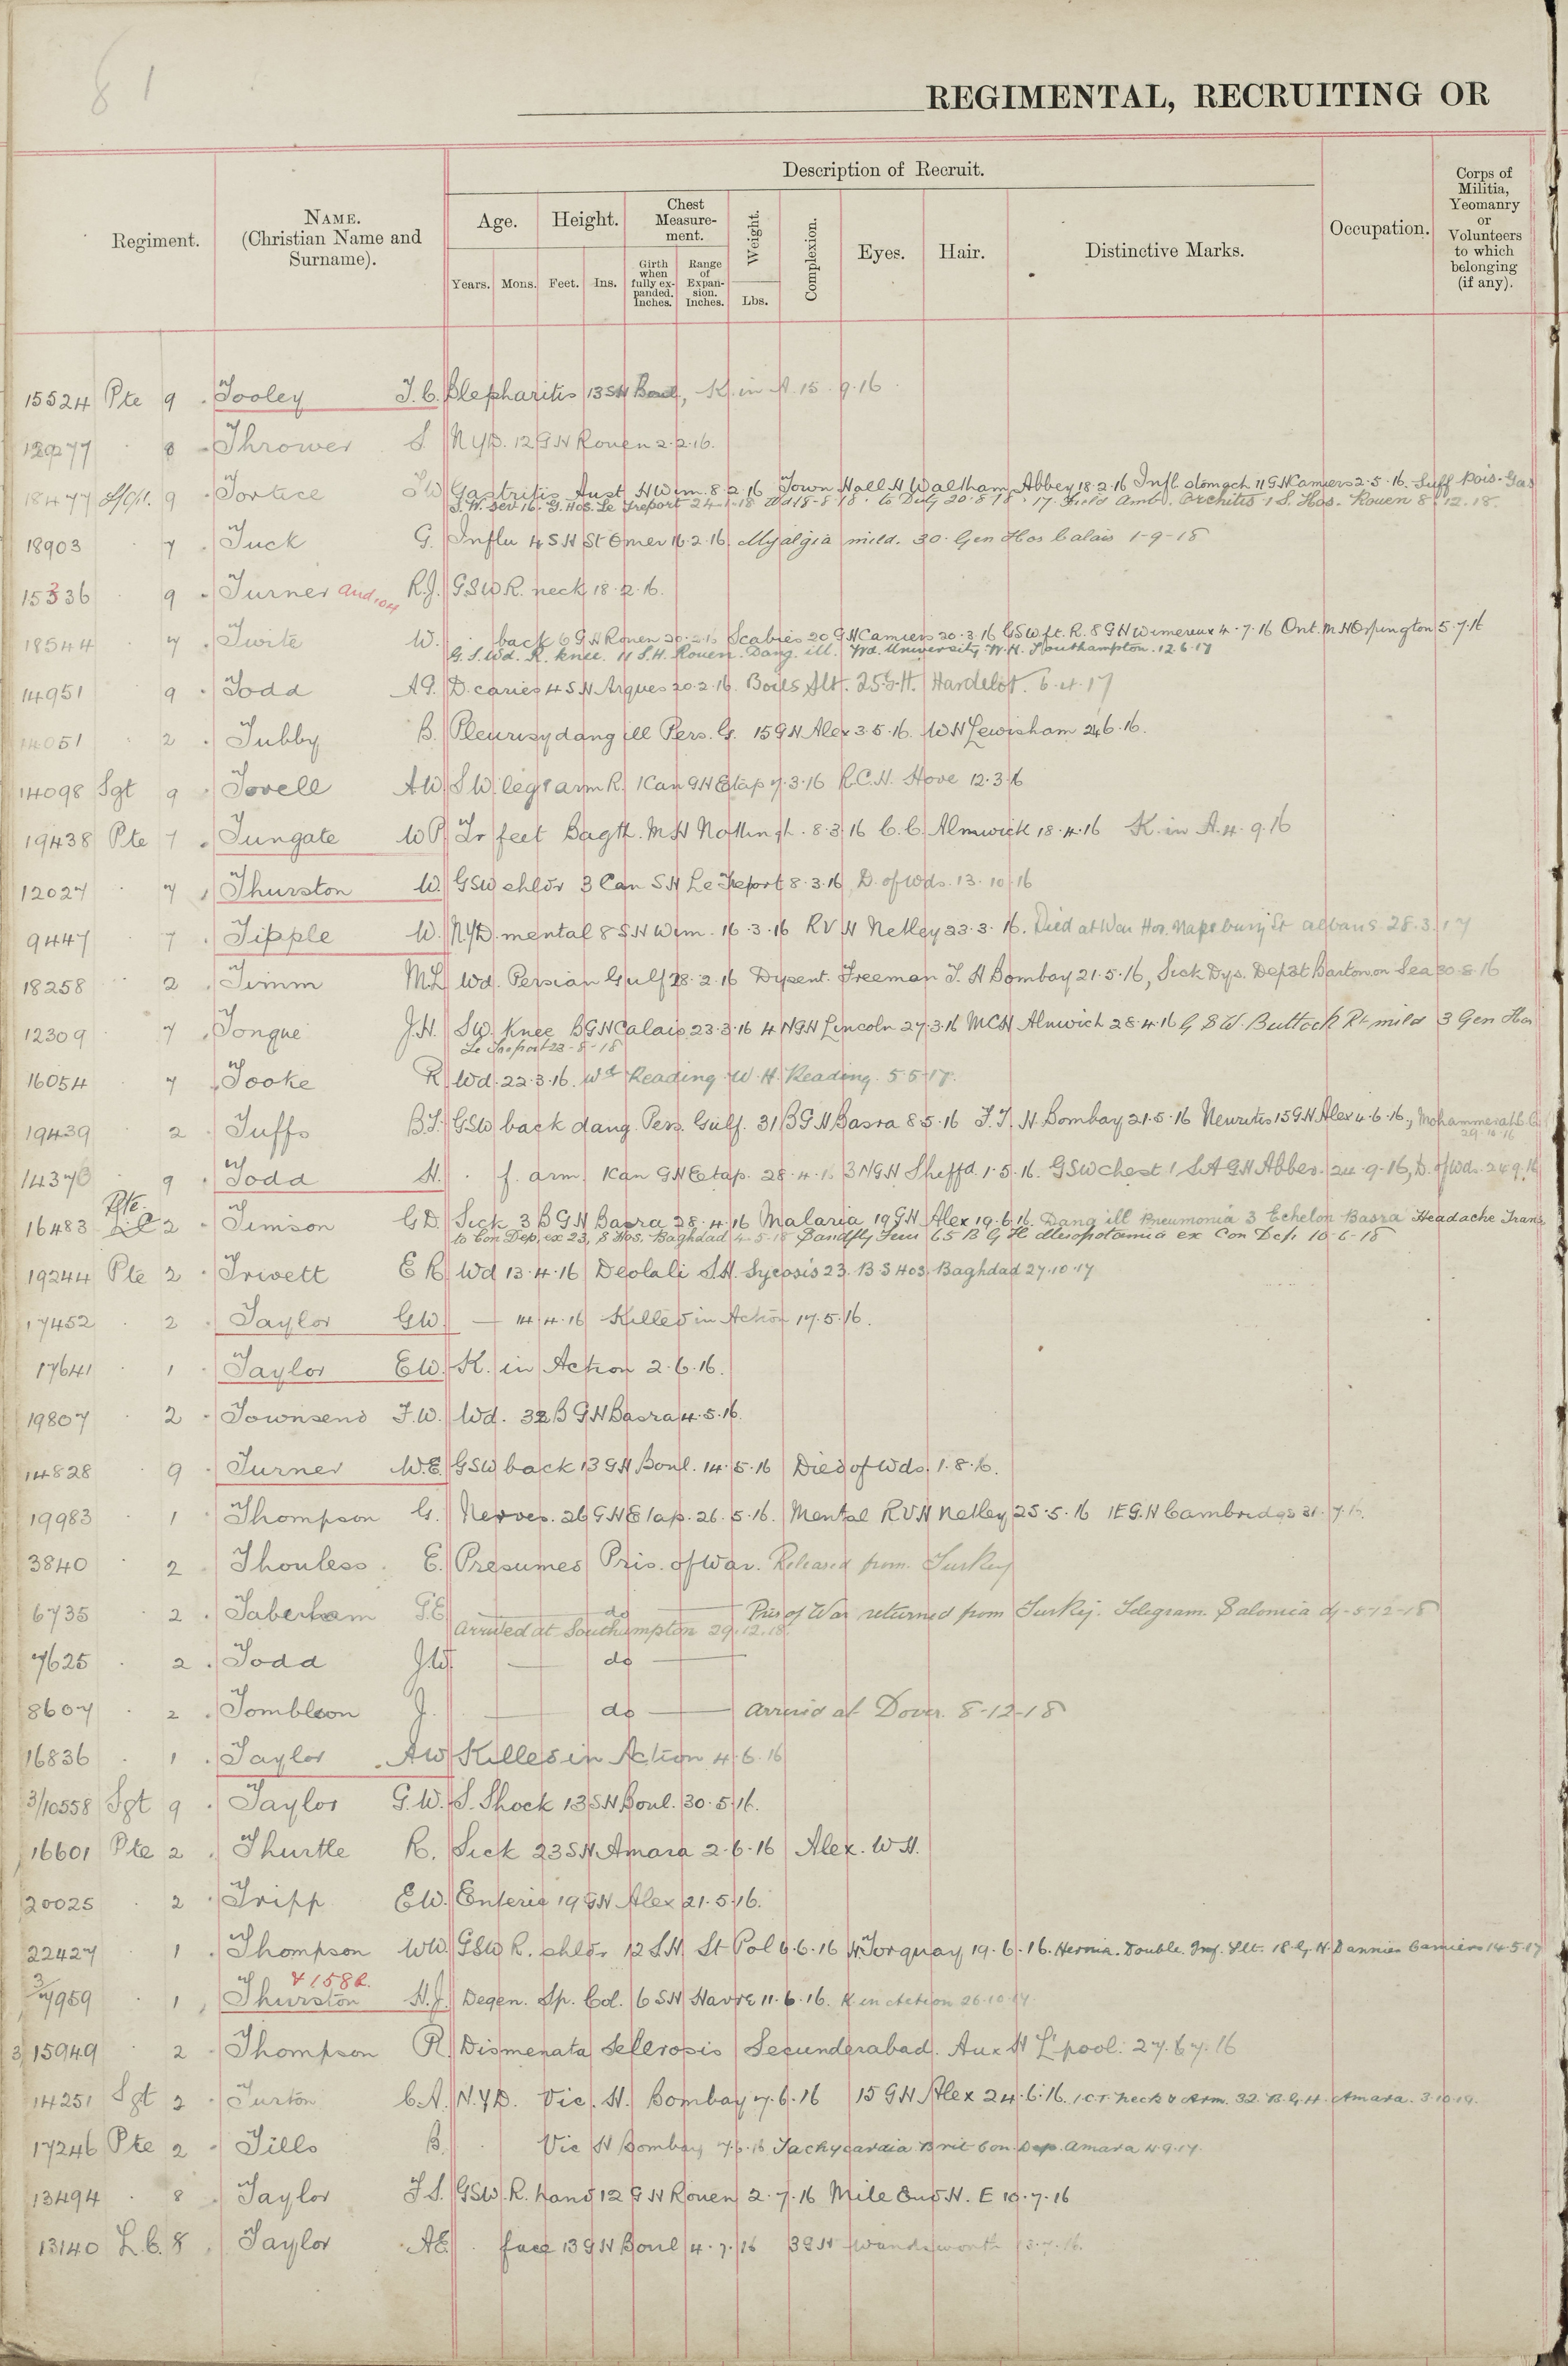 81
REGIMENTAL, RECRUITING OR
Description of Recruit.
Regiment.
NAME.
(Christian Name and
Surname).
Age.
Height.
Chest
Measure-
ment.
Weight.
Complexion.
Eyes.
Hair.
Distinctive Marks.
Occupation.
Corps of
Militia,
Yeomanry
or
Volunteers
to which
belonging
(if any).
Years.
Mons.
Feet.
Ins.
Girth
when
fully ex-
panded.
Inches.
Range
of
Expan-
sion.
Inches.
Lbs.
15524 Pte 9 Tooley J.C. Blepharitis 13 SH Boul, K. in A. 15.9.16
8 Thrower S N.Y.D. 12 GH Rouen 2.2.16.
18477 9 Tortice SW Gastritis Aust H Wim. 8.2.16 Town Hall H Waltham Abbey 18.2.16 Infl. stomach 11 GH Camiers 2.5.16. Suff Pois. Gas
S.W. Sev 16. G. Hos. Le Treport 24-1-18 Wd 18-8-18. to Duty 20.8.18. 17. Field Amb. Orchitis 1 S. Hos. Rouen 8.12.18.
18903 7 Tuck G. Influ 4 SH St Omer 16.2.16. Myalgia mild. 30. Gen Hos Calais 1-9-18
15336 9 Turner R.J. GSW R. neck 18.2.16.
18544 7 Twite W. . back 6 GH Rouen 20.2.16 Scabies 20 GH Camiers 20.3.16 GSW ft. R. 8 GH Wimereux 4.7.16 Ont. M H Orpington 5.7.16
G.S.Wd. R. knee. 11 S.H. Rouen. Dang. ill. Wd. University W.H. Southampton. 12.6.17
14951 9 Todd AG. D. caries 4 SH Arques 20.2.16. Boils Slt. 25 G.H. Hardelot. 6.4.17
14051 2 Tubby B. Pleurisy dang ill Pers. G. 15 GH Alex 3.5.16. W H Lewisham 24.6.16.
14098 Sgt 9 Tovell AW. SW. leg & arm R. 1 Can GH Etap 7.3.16 R.C.H. Hove 12.3.16
19438 Pte 7 Tungate WP. Tr feet Bagth. MH Nottingh. 8.3.16 C.C. Alnwick 18.4.16 K. in A. 4.9.16
12027 7 Thurston W. GSW shldr 3 Can SH Le Treport 8.3.16 D. of Wds. 13.10.16
9447 7 Tipple W. N.Y.D. mental 8 SH Wim. 16.3.16 R V H Netley 23.3.16. Died at War Hos. Napsbury St albans 28.3.17
18258 2 Timm M.L. Wd. Persian Gulf 28.2.16 Dysent. Freeman T. H Bombay 21.5.16, Sick Dys. Depot Barton on Sea 30.8.16
12309 7 Tongue J.H. SW. Knee B GH Calais 23.3.16 4 NGH Lincoln 27.3.16 MCH Alnwick 28.4.16 G S W. Buttock Rt mild 3 Gen Hos
Le Treport 23-8-18
16054 7 Tooke R Wd. 22.3.16. Wd Reading W.H. Reading. 5.5.17.
19439 2 Tuffs B.J. GSW back dang. Pers. Gulf. 31 B GH Basra 8.5.16 F.T. H. Bombay 21.5.16 Neuritis 15 GH Alex 4.6.16,
9 Todd H. . f. arm. 1 Can GH Etap. 28.4.16 3 NGH Sheffd 1.5.16. GSW chest 1 SA GH Abbev. 24.9.16, D. of Wds. 24.9.16
Pte
16483 2 Timson G.D. Sick 3 B GH Basra 28.4.16 Malaria 19 GH Alex 19.6.16. Dang ill Pneumonia 3 Echelon Basra Headache Trans
to Con Dep, ex 23, S Hos. Baghdad 4-5-18 Sandfly Fever 65 B G H Mesopotamia ex Con Dep. 10-6-18
19244 Pte 2 Trivett E R. Wd 13.4.16 Deolali S.H. Sycosis 23. B S Hos. Baghdad 27.10.17
17452 2 Taylor GW. — 14.4.16 Killed in Action 17.5.16.
17641 1 Taylor EW. K. in Action 2.6.16.
19807 2 Townsend F.W. Wd. 32 B GH Basra 4.5.16.
14828 9 Turner W.E. GSW back 13 GH Boul. 14.5.16 Died of Wds. 1.8.16.
19983 1 Thompson G. Nerves. 26 GH Etap. 26.5.16. Mental RVH Netley 25.5.16 1 E G.H Cambridge 31.7.16.
3840 2 Thouless E. Presumed Pris. of War. Released from Turkey
6735 2 Taberham G.E. — do — Pris of War returned from Turkey. Telegram. Salonica d/- 5-12-18
Arrived at Southampton 29.12.18.
7625 2 Todd J.W. — do —
8607 2 Tombleson J. — do — arrived at Dover. 8-12-18
16836 1 Taylor AW Killed in Action 4.6.16
3/10558 Sgt 9 Taylor G.W. S. Shock 13 SH Boul. 30.5.16.
16601 Pte 2 Thurtle R. Sick 23 SH Amara 2.6.16 Alex. W H.
20025 2 Tripp EW. Enteric 19 GH Alex 21.5.16.
22427 1 Thompson WW. GSW R. shldr. 12 S.H. St Pol 6.6.16 H Torquay 19.6.16. Hernia. Double. Ing. Slt. 18 G. H. Dannies Camiers 14.5.17
3/7959 1 Thurston H.J. Degen. Sp. Cd. 6 SH Havre 11.6.16. K in Action 26.10.17
3/15949 2 Thompson R. Dismenata Sclerosis Secunderabad. Aux H L'pool. 27.6.16
14251 Sgt 2 Turton C.A. N.Y.D. Vic. H. Bombay 7.6.16 15 GH Alex 24.6.16. I.C.T. neck & Arm. 32. B.G.H. Amara.
17246 Pte 2 Tills B. . Vic H Bombay 7.6.16 Tachycardia Brit Con. Dep. Amara 4.9.17.
13494 8 Taylor F S. GSW. R. hand 12 GH Rouen 2.7.16 Mile End H. E 10.7.16
13140 L.C. 8 Taylor AE . face 13 GH Boul 4.7.16 3 GH Wandsworth